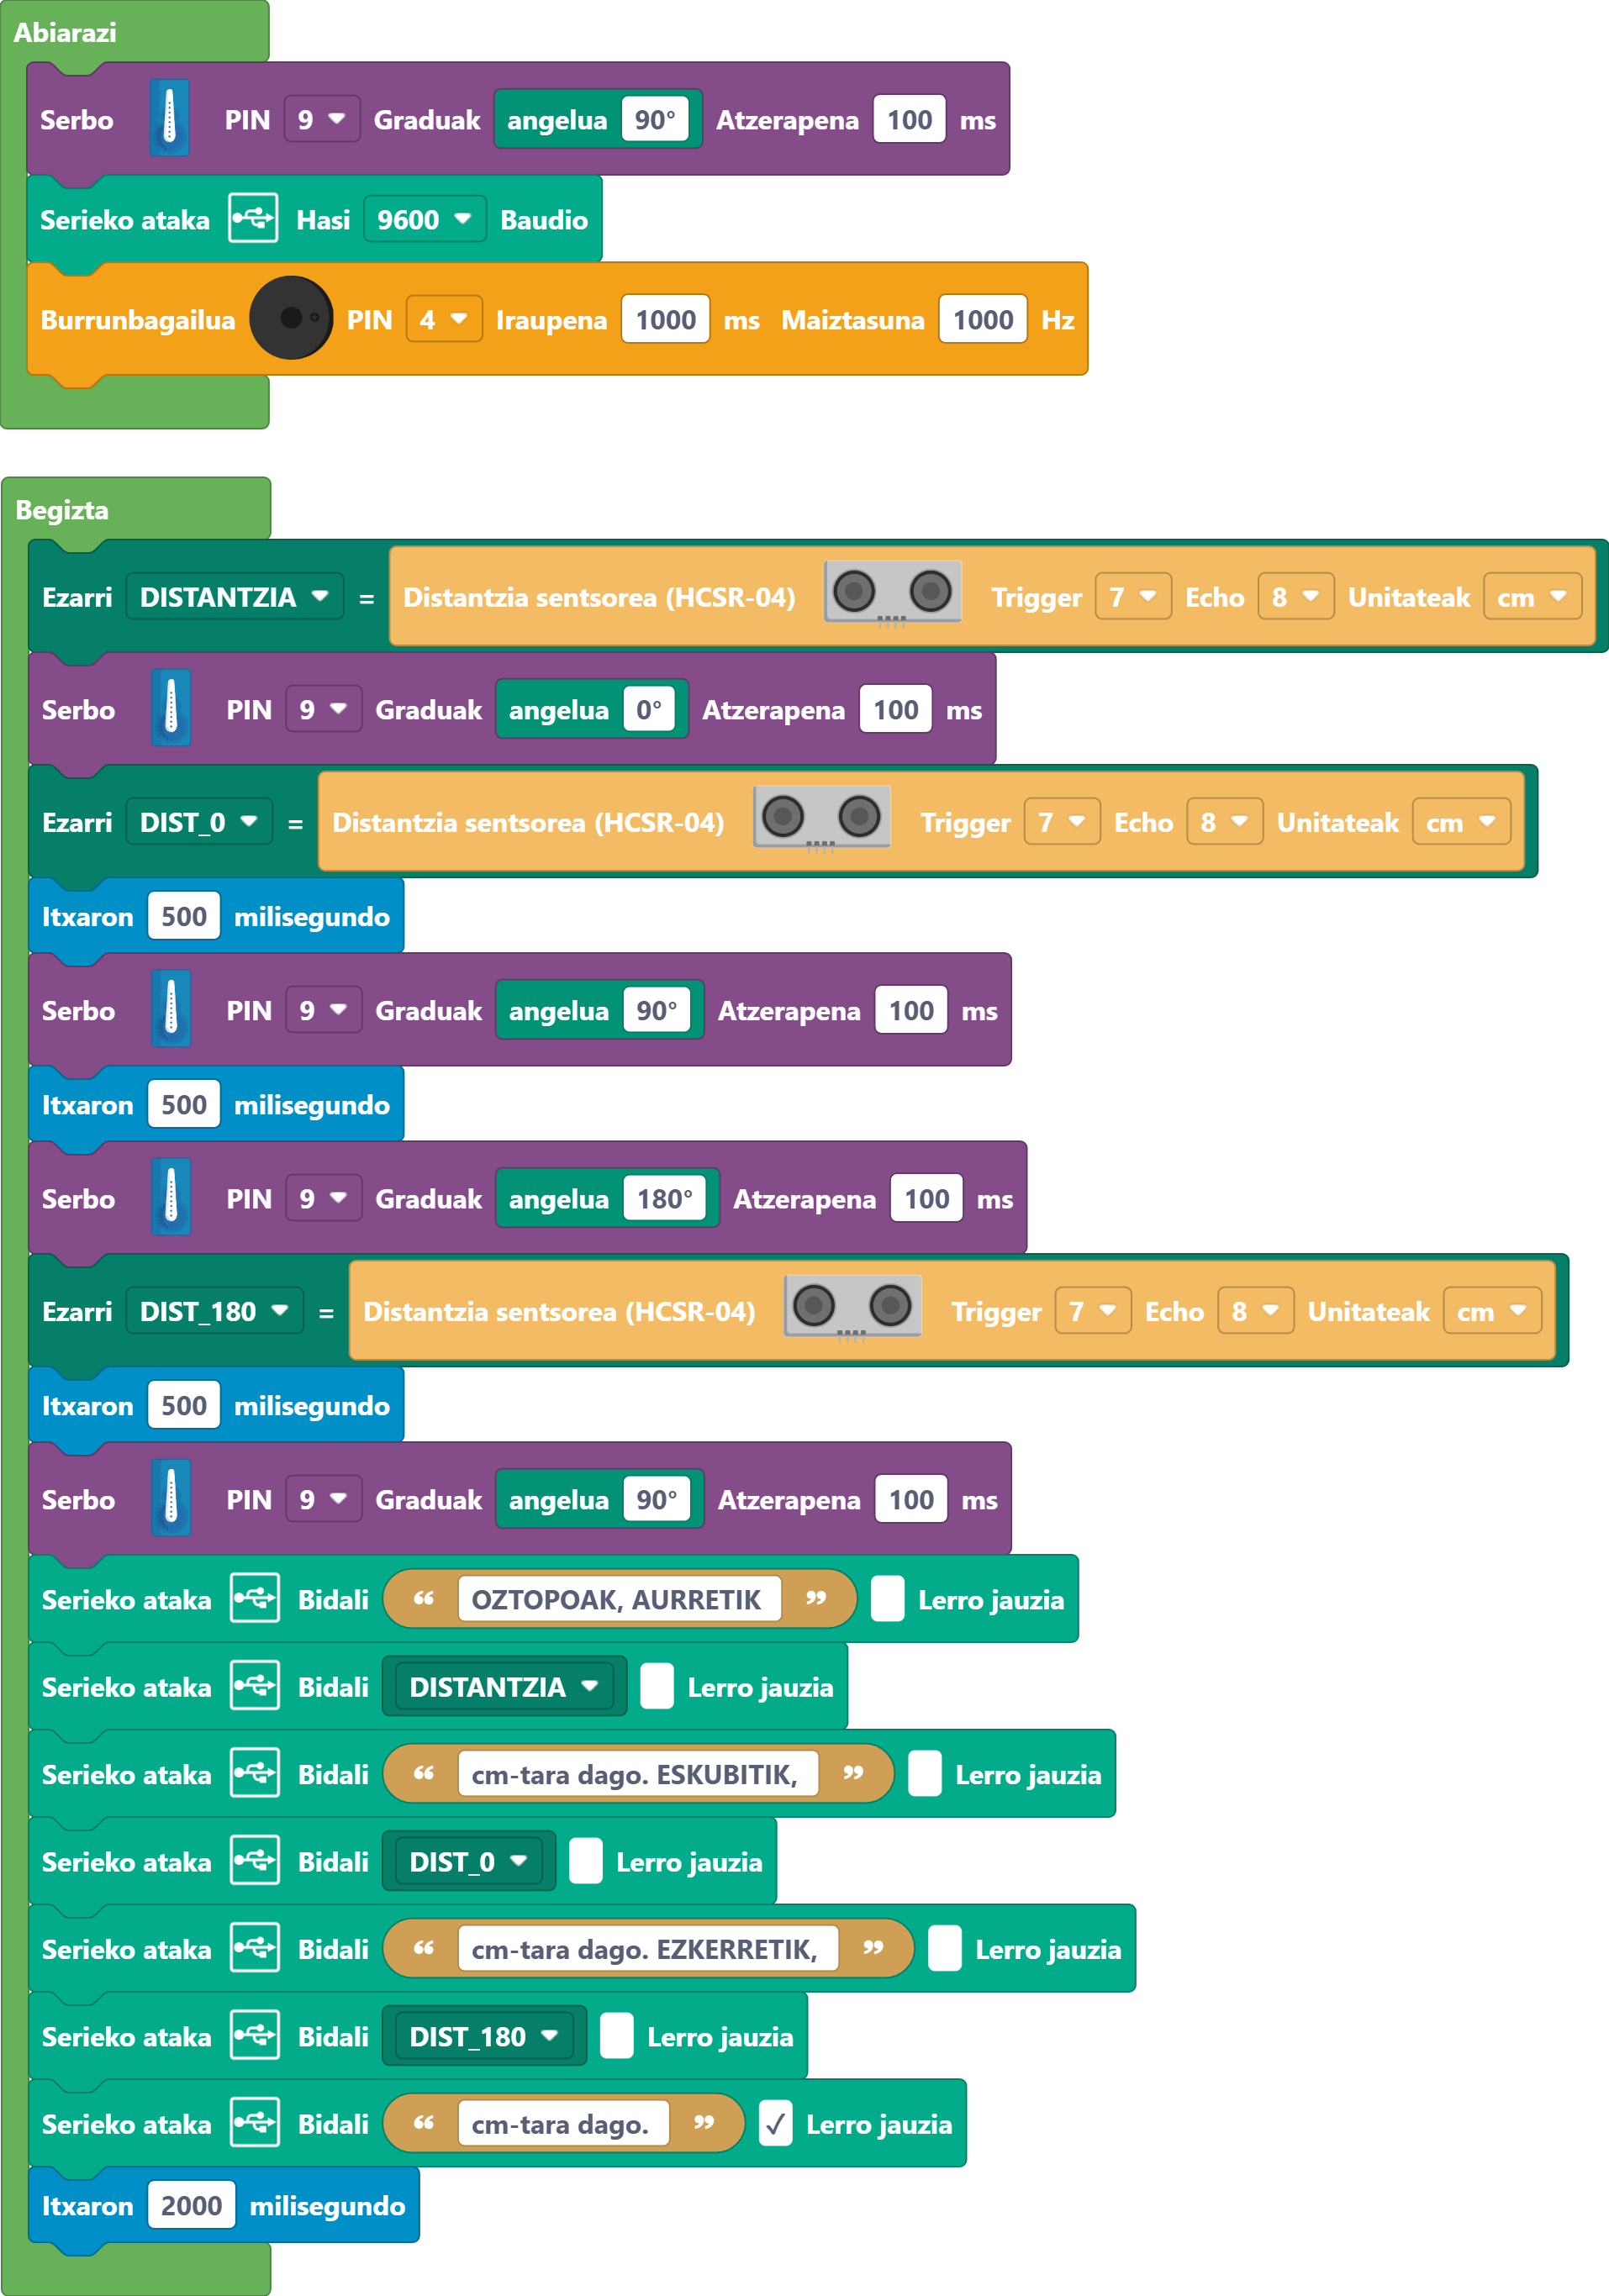 Abiarazi
Serbo PIN 9 Graduak angelua 90° Atzerapena 100 ms
Serieko ataka Hasi 9600 Baudio
Burrunbagailua PIN 4 Iraupena 1000 ms Maiztasuna 1000 Hz
Begizta
Ezarri DISTANTZIA = Distantzia sentsorea (HCSR-04) Trigger 7 Echo 8 Unitateak cm
Serbo PIN 9 Graduak angelua 0° Atzerapena 100 ms
Ezarri DIST_0 = Distantzia sentsorea (HCSR-04) Trigger 7 Echo 8 Unitateak cm
Itxaron 500 milisegundo
Serbo PIN 9 Graduak angelua 90° Atzerapena 100 ms
Itxaron 500 milisegundo
Serbo PIN 9 Graduak angelua 180° Atzerapena 100 ms
Ezarri DIST_180 = Distantzia sentsorea (HCSR-04) Trigger 7 Echo 8 Unitateak cm
Itxaron 500 milisegundo
Serbo PIN 9 Graduak angelua 90° Atzerapena 100 ms
Serieko ataka Bidali “ OZTOPOAK, AURRETIK ” Lerro jauzia
Serieko ataka Bidali DISTANTZIA Lerro jauzia
Serieko ataka Bidali “ cm-tara dago. ESKUBITIK, ” Lerro jauzia
Serieko ataka Bidali DIST_0 Lerro jauzia
Serieko ataka Bidali “ cm-tara dago. EZKERRETIK, ” Lerro jauzia
Serieko ataka Bidali DIST_180 Lerro jauzia
Serieko ataka Bidali “ cm-tara dago. ” ✓ Lerro jauzia
Itxaron 2000 milisegundo